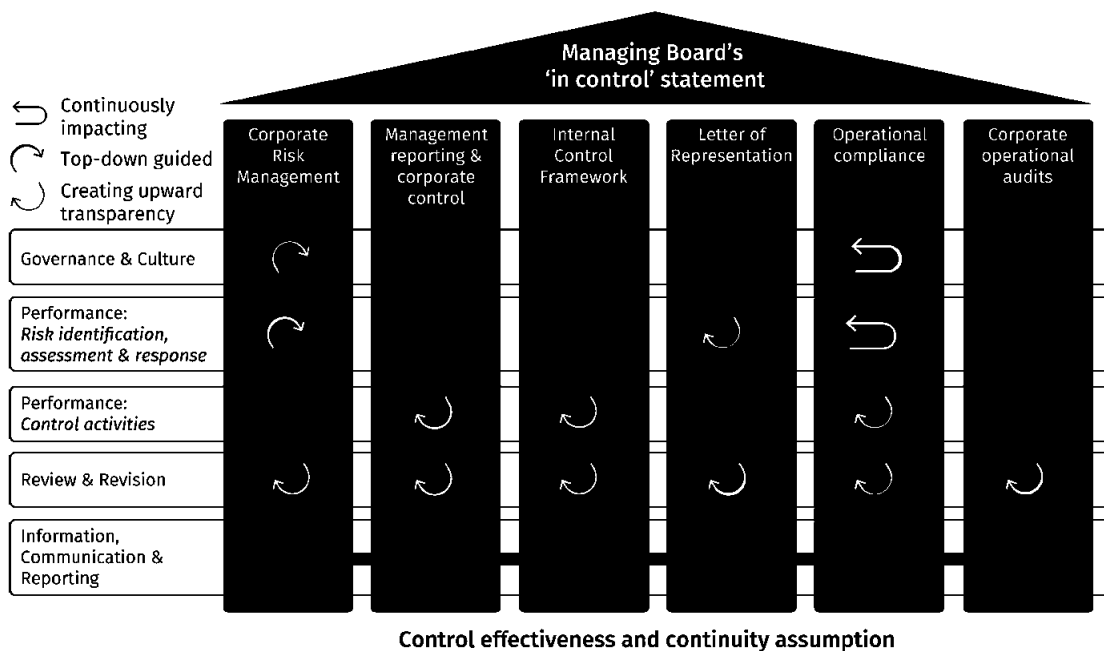 Managing Board's
'in control' statement
Continuously
impacting
Top-down guided
Creating upward
transparency
Corporate
Risk
Management
Management
reporting &
corporate
control
Internal
Control
Framework
Letter of
Representation
Operational
compliance
Corporate
operational
audits
Governance & Culture
Performance:
Risk identification,
assessment & response
Performance:
Control activities
Review & Revision
Information,
Communication &
Reporting
Control effectiveness and continuity assumption